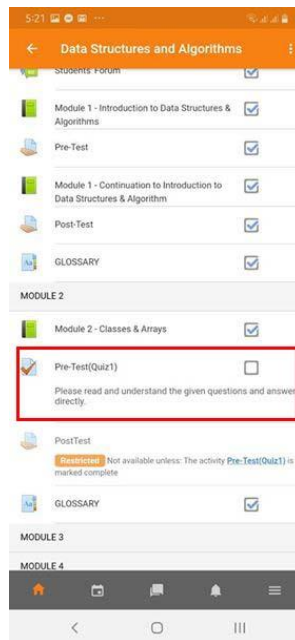 5:21
Data Structures and Algorithms
Students' Forum
Module 1 - Introduction to Data Structures &
Algorithms
Pre-Test
Module 1 - Continuation to Introduction to
Data Structures & Algorithm
Post-Test
GLOSSARY
MODULE 2
Module 2 - Classes & Arrays
Pre-Test(Quiz1)
Please read and understand the given questions and answer
directly.
PostTest
Restricted Not available unless: The activity Pre-Test(Quiz1) is
marked complete
GLOSSARY
MODULE 3
MODULE 4